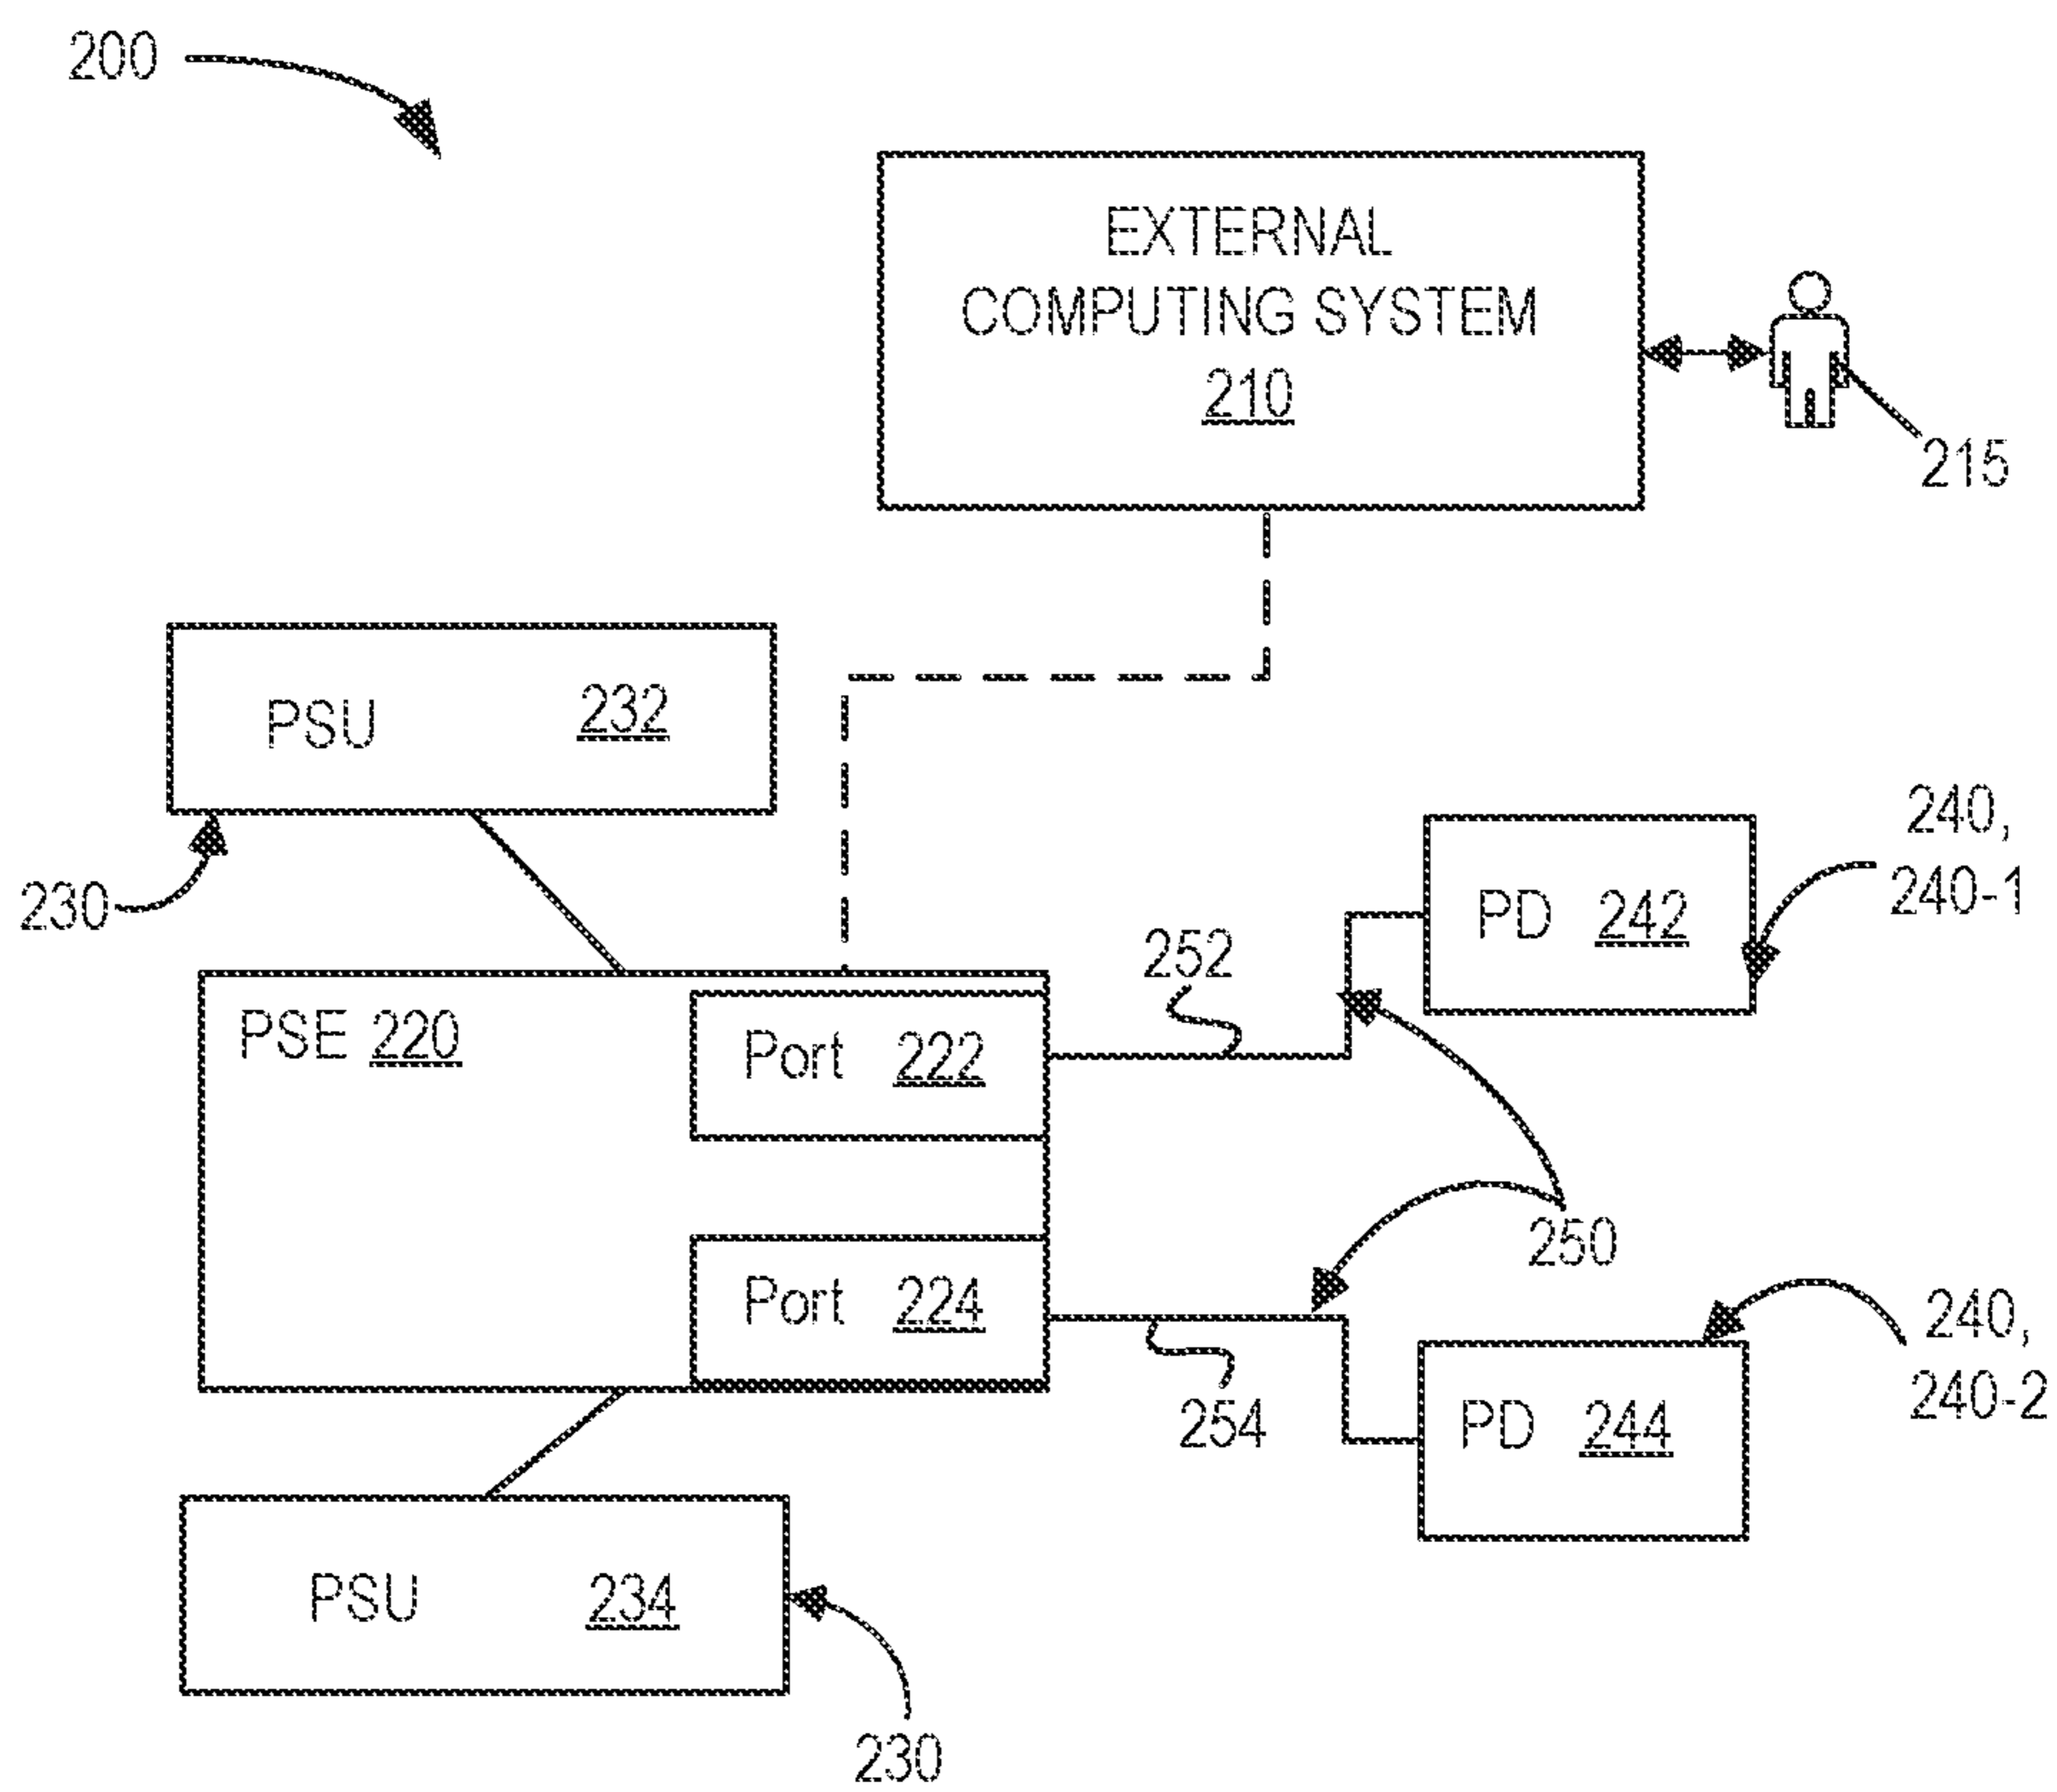 200
EXTERNAL
COMPUTING SYSTEM
210
215
PSU 232
230
240,
240-1
PD 242
252
PSE 220
Port 222
250
Port 224
240,
240-2
254
PD 244
PSU 234
230